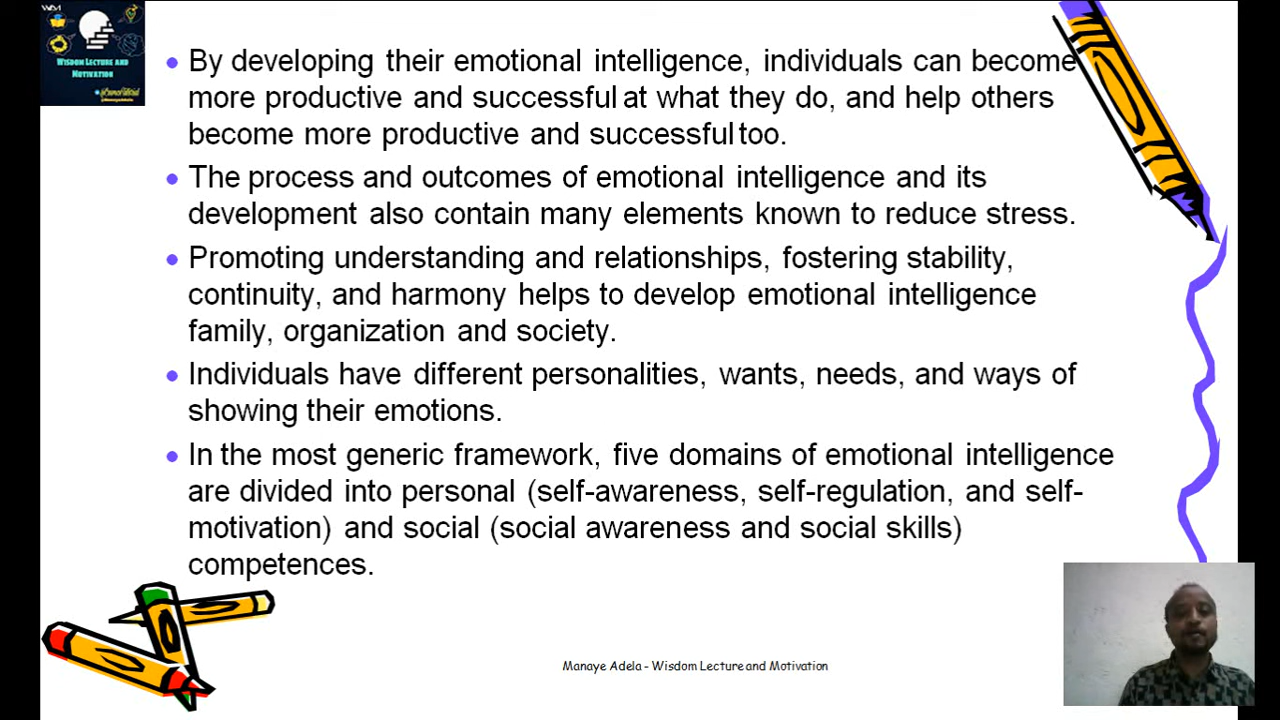 WLM
WISDOM LECTURE AND
MOTIVATION
By developing their emotional intelligence, individuals can become
more productive and successful at what they do, and help others
become more productive and successful too.
The process and outcomes of emotional intelligence and its
development also contain many elements known to reduce stress.
Promoting understanding and relationships, fostering stability,
continuity, and harmony helps to develop emotional intelligence
family, organization and society.
Individuals have different personalities, wants, needs, and ways of
showing their emotions.
In the most generic framework, five domains of emotional intelligence
are divided into personal (self-awareness, self-regulation, and self-
motivation) and social (social awareness and social skills)
competences.
Manaye Adela - Wisdom Lecture and Motivation